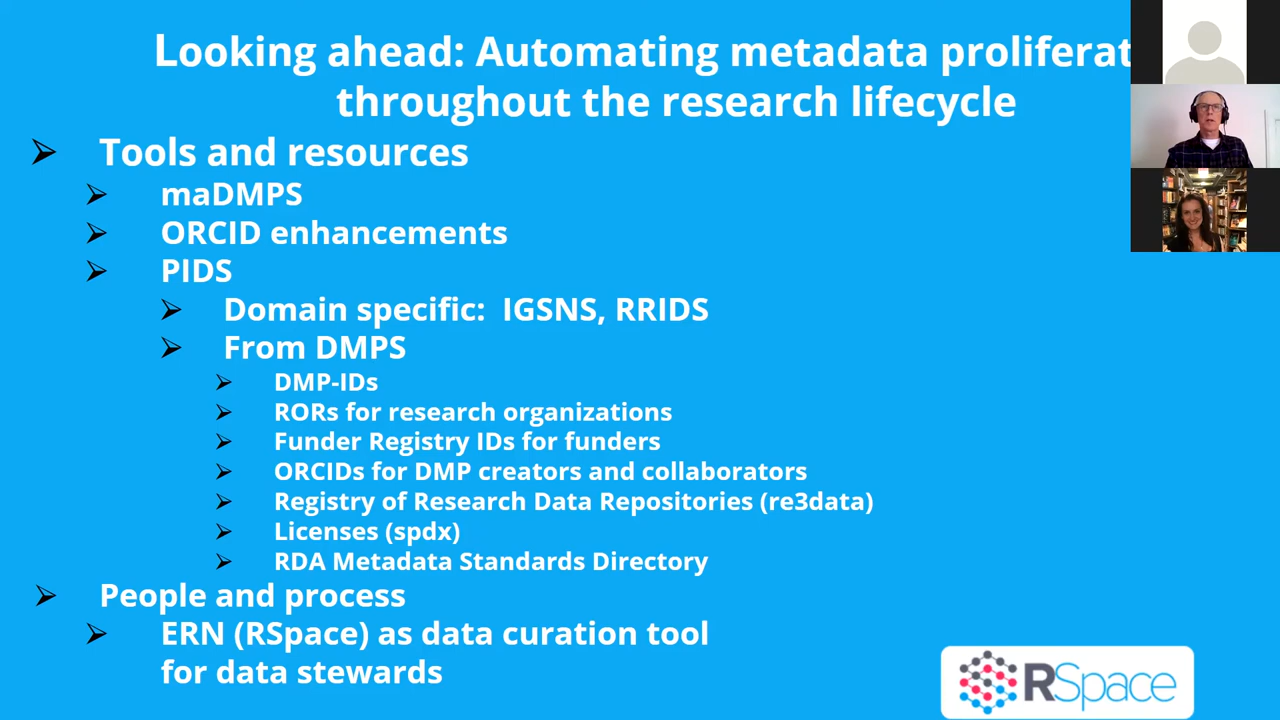 Looking ahead: Automating metadata proliferat
throughout the research lifecycle
Tools and resources
maDMPS
ORCID enhancements
PIDS
Domain specific: IGSNS, RRIDS
From DMPS
DMP-IDs
RORs for research organizations
Funder Registry IDs for funders
ORCIDs for DMP creators and collaborators
Registry of Research Data Repositories (re3data)
Licenses (spdx)
RDA Metadata Standards Directory
People and process
ERN (RSpace) as data curation tool
for data stewards
RSpace